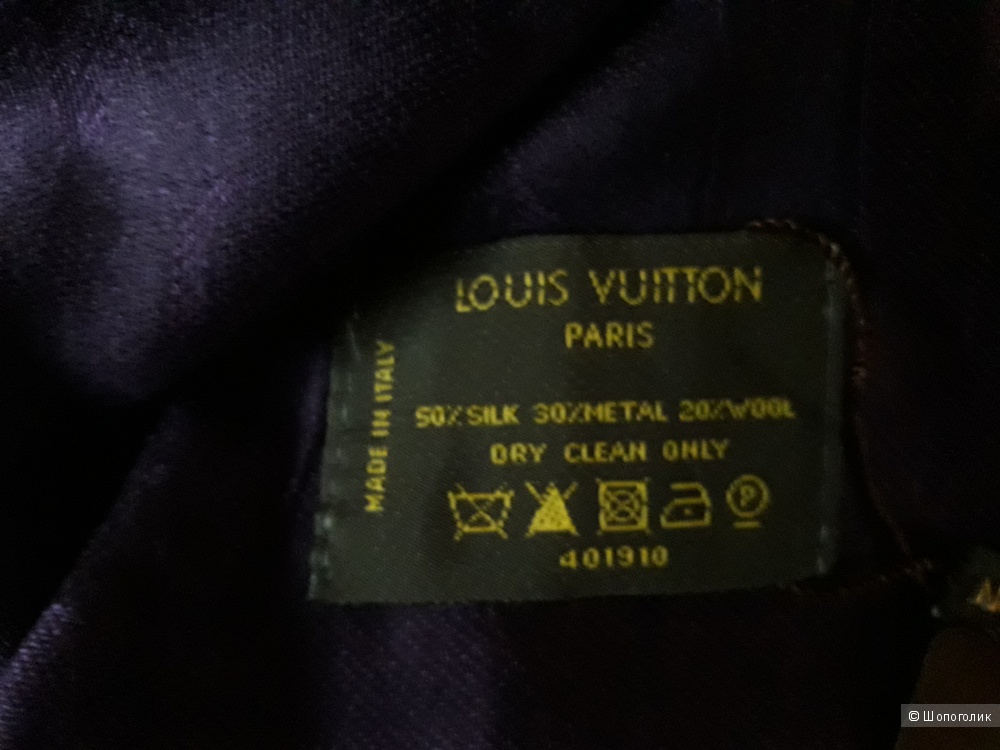 LOUIS VUITTON
PARIS
MADE IN ITALY
50% SILK 30% METAL 20% WOOL
DRY CLEAN ONLY
P
401910
© Шопоголик